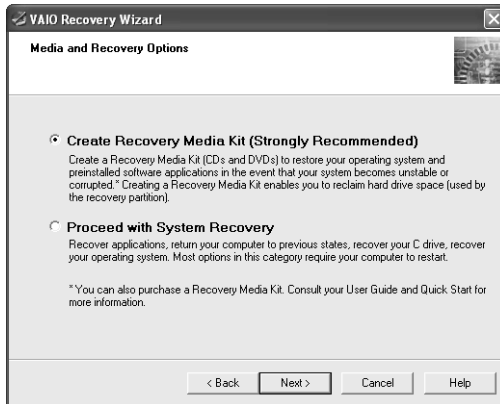 VAIO Recovery Wizard
Media and Recovery Options
Create Recovery Media Kit (Strongly Recommended)
Create a Recovery Media Kit (CDs and DVDs) to restore your operating system and
preinstalled software applications in the event that your system becomes unstable or
corrupted.* Creating a Recovery Media Kit enables you to reclaim hard drive space (used by
the recovery partition).
Proceed with System Recovery
Recover applications, return your computer to previous states, recover your C drive, recover
your operating system. Most options in this category require your computer to restart.
*You can also purchase a Recovery Media Kit. Consult your User Guide and Quick Start for
more information.
< Back Next > Cancel Help